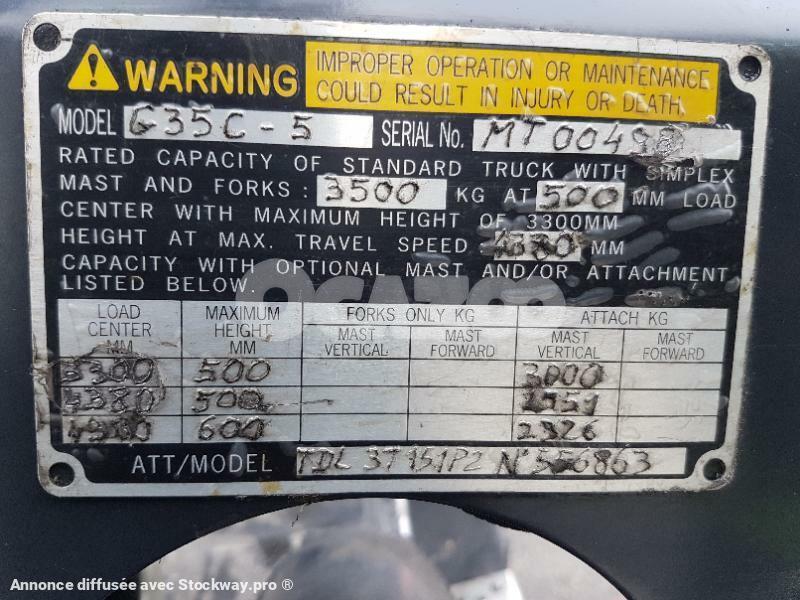 WARNING
IMPROPER OPERATION OR MAINTENANCE
COULD RESULT IN INJURY OR DEATH.
MODEL G35C-5 SERIAL No. MT00498
RATED CAPACITY OF STANDARD TRUCK WITH SIMPLEX
MAST AND FORKS : 3500 KG AT 500 MM LOAD
CENTER WITH MAXIMUM HEIGHT OF 3300MM
HEIGHT AT MAX. TRAVEL SPEED MM
CAPACITY WITH OPTIONAL MAST AND/OR ATTACHMENT
LISTED BELOW.
LOAD CENTER MM MAXIMUM HEIGHT MM FORKS ONLY KG ATTACH KG
MAST VERTICAL MAST FORWARD MAST VERTICAL MAST FORWARD
3300 500 3000
4380 500
600 2326
ATT/MODEL TDL 3T151P2 N° 556863
Annonce diffusée avec Stockway.pro ®